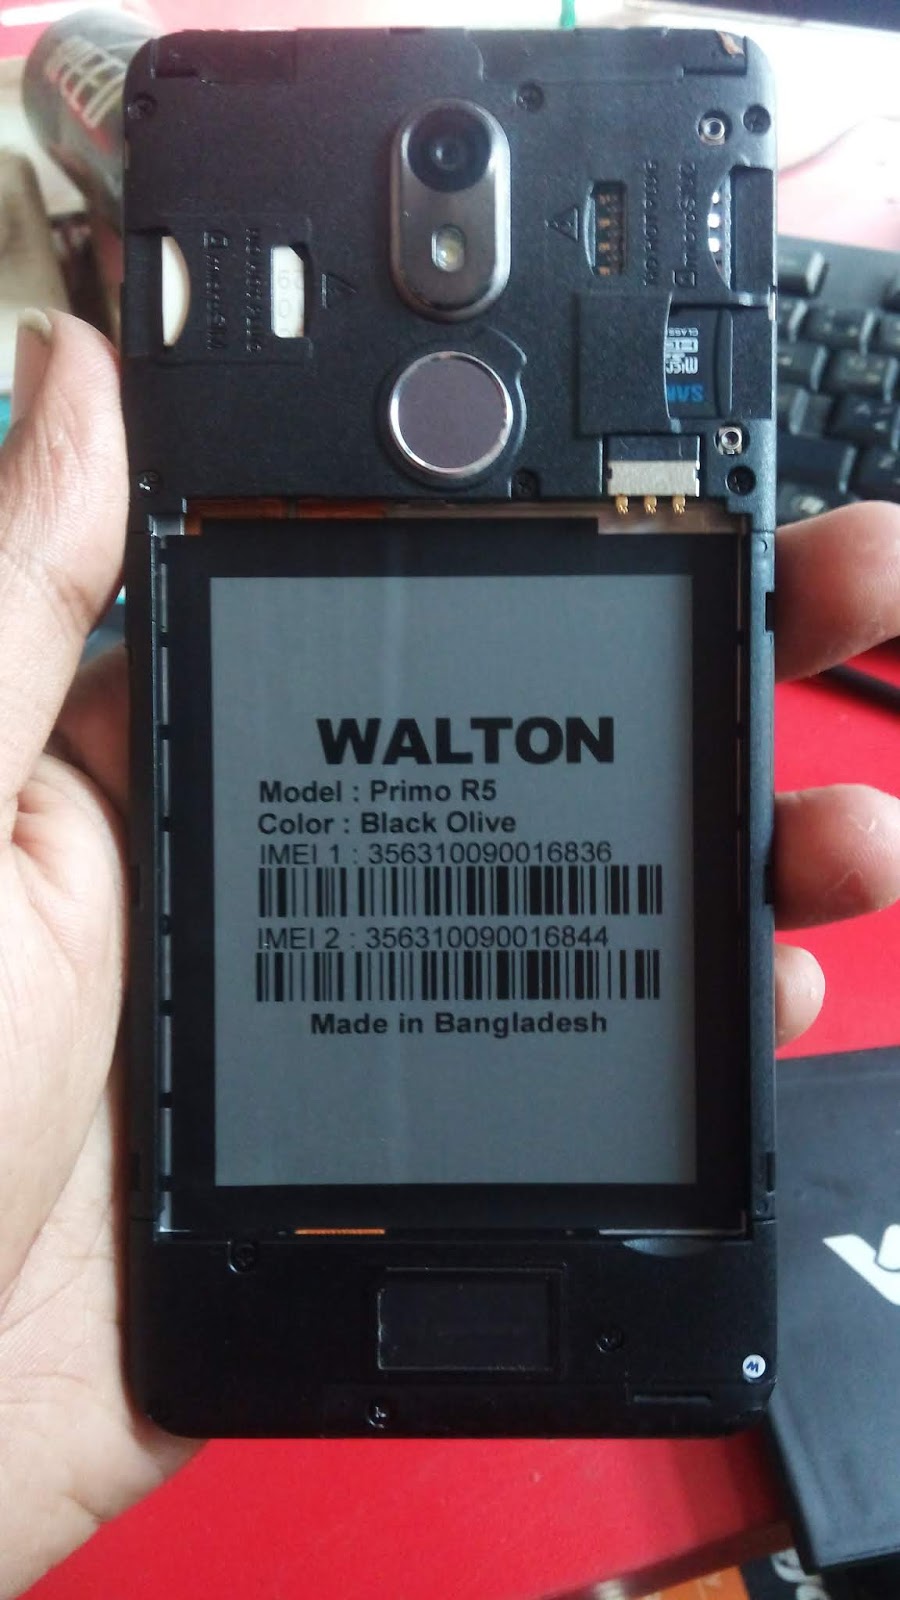 WALTON
Model : Primo R5
Color : Black Olive
IMEI 1 : 356310090016836
IMEI 2 : 356310090016844
Made in Bangladesh